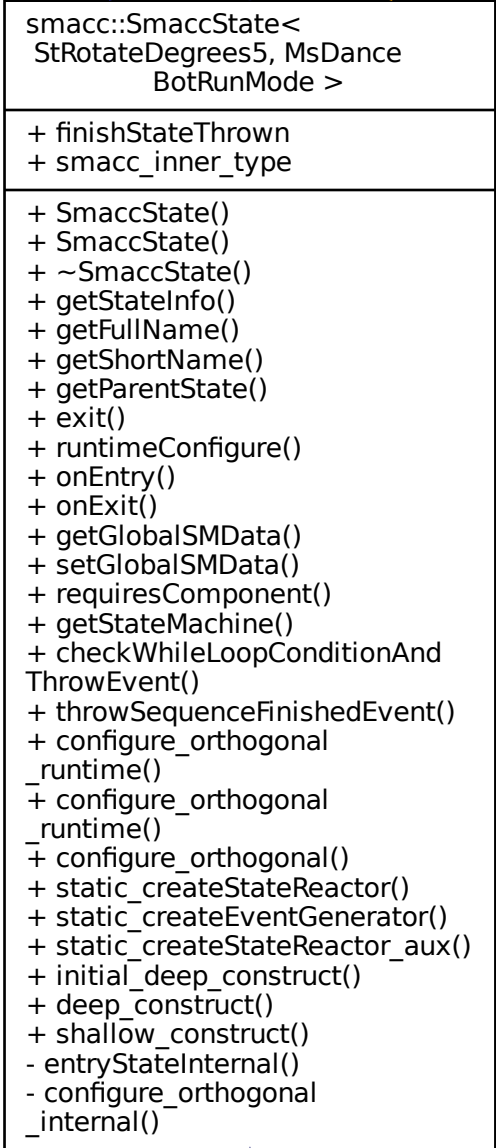 smacc::SmaccState<
StRotateDegrees5, MsDance
BotRunMode >
+ finishStateThrown
+ smacc_inner_type
+ SmaccState()
+ SmaccState()
+ ~SmaccState()
+ getStateInfo()
+ getFullName()
+ getShortName()
+ getParentState()
+ exit()
+ runtimeConfigure()
+ onEntry()
+ onExit()
+ getGlobalSMData()
+ setGlobalSMData()
+ requiresComponent()
+ getStateMachine()
+ checkWhileLoopConditionAnd
ThrowEvent()
+ throwSequenceFinishedEvent()
+ configure_orthogonal
_runtime()
+ configure_orthogonal
_runtime()
+ configure_orthogonal()
+ static_createStateReactor()
+ static_createEventGenerator()
+ static_createStateReactor_aux()
+ initial_deep_construct()
+ deep_construct()
+ shallow_construct()
- entryStateInternal()
- configure_orthogonal
_internal()